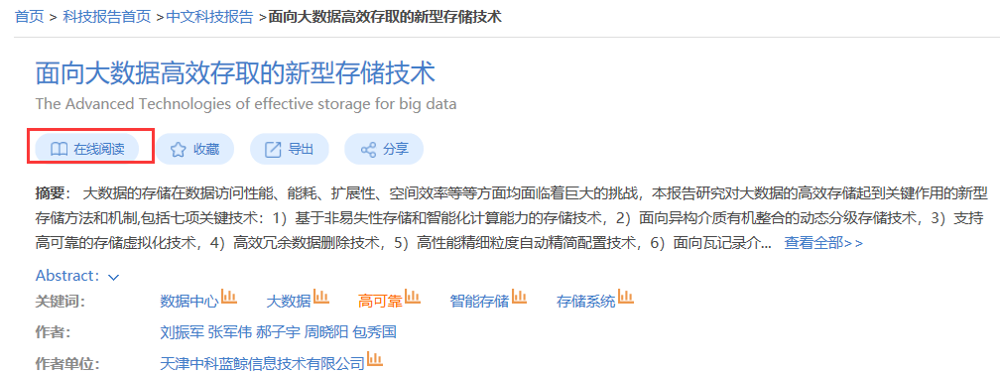 首页 > 科技报告首页 >中文科技报告 >面向大数据高效存取的新型存储技术
面向大数据高效存取的新型存储技术
The Advanced Technologies of effective storage for big data
在线阅读 收藏 导出 分享
摘要： 大数据的存储在数据访问性能、能耗、扩展性、空间效率等等方面均面临着巨大的挑战，本报告研究对大数据的高效存储起到关键作用的新型
存储方法和机制,包括七项关键技术：1）基于非易失性存储和智能化计算能力的存储技术，2）面向异构介质有机整合的动态分级存储技术，3）支持
高可靠的存储虚拟化技术，4）高效冗余数据删除技术，5）高性能精细粒度自动精简配置技术，6）面向瓦记录介... 查看全部>>
Abstract：
关键词： 数据中心 大数据 高可靠 智能存储 存储系统
作者： 刘振军 张军伟 郝子宇 周晓阳 包秀国
作者单位： 天津中科蓝鲸信息技术有限公司